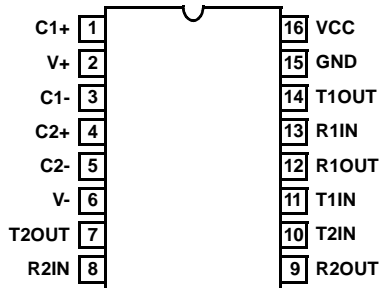 C1+ 1 16 VCC
V+ 2 15 GND
C1- 3 14 T1OUT
C2+ 4 13 R1IN
C2- 5 12 R1OUT
V- 6 11 T1IN
T2OUT 7 10 T2IN
R2IN 8 9 R2OUT